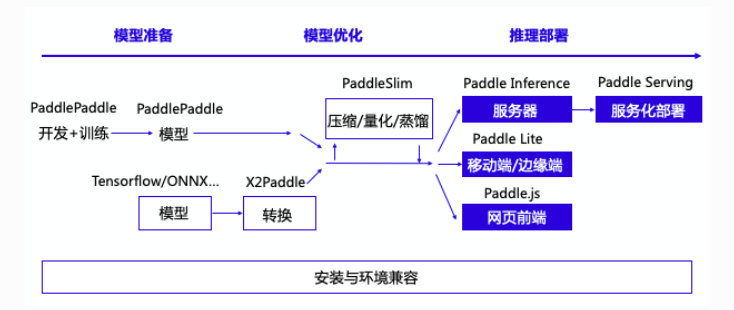 模型准备
模型优化
推理部署
PaddleSlim
Paddle Inference
Paddle Serving
PaddlePaddle
PaddlePaddle
压缩/量化/蒸馏
服务器
服务化部署
开发+训练
模型
Paddle Lite
移动端/边缘端
Tensorflow/ONNX...
X2Paddle
Paddle.js
模型
转换
网页前端
安装与环境兼容